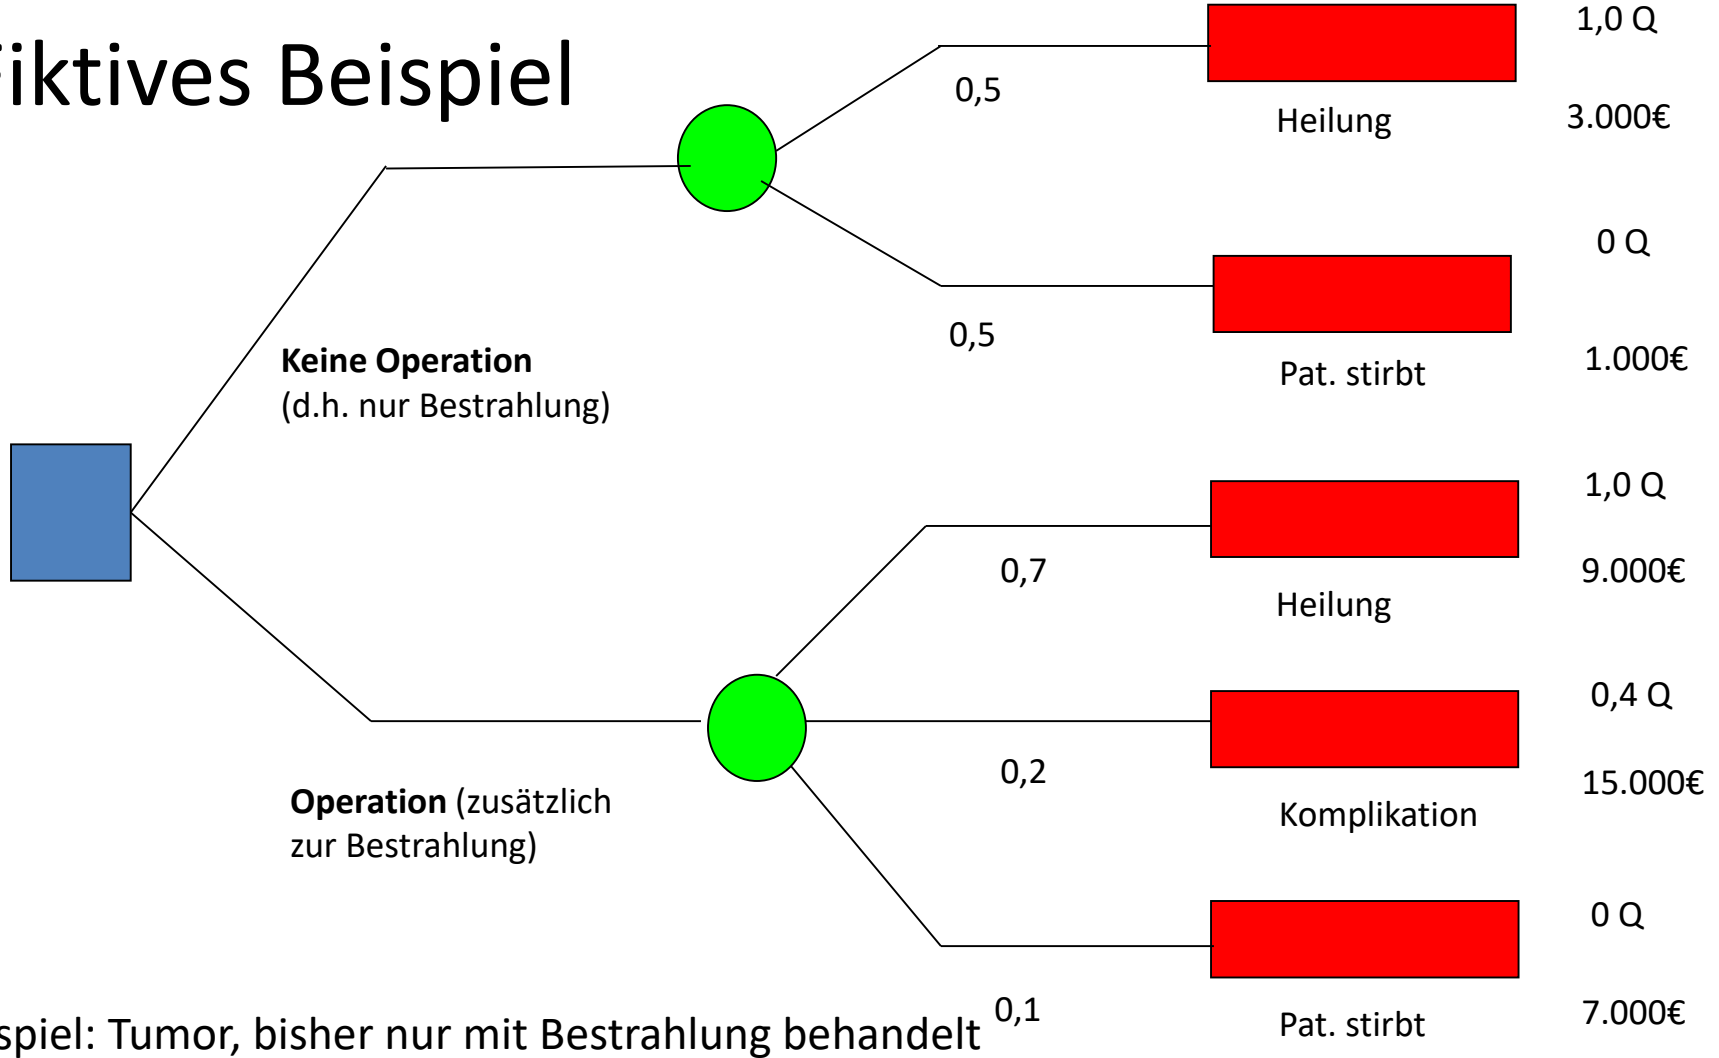 iktives Beispiel
1,0 Q
0,5
Heilung
3.000€
0 Q
0,5
Keine Operation
(d.h. nur Bestrahlung)
1.000€
Pat. stirbt
1,0 Q
0,7
9.000€
Heilung
0,4 Q
0,2
15.000€
Operation (zusätzlich
zur Bestrahlung)
Komplikation
0 Q
0,1
7.000€
Pat. stirbt
spiel: Tumor, bisher nur mit Bestrahlung behandelt